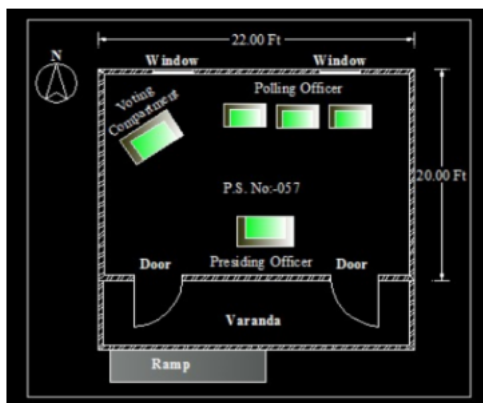 22.00 Ft
N
Window
Window
Polling Officer
Voting
Compartment
20.00 Ft
P.S. No:-057
Door
Presiding Officer
Door
Varanda
Ramp